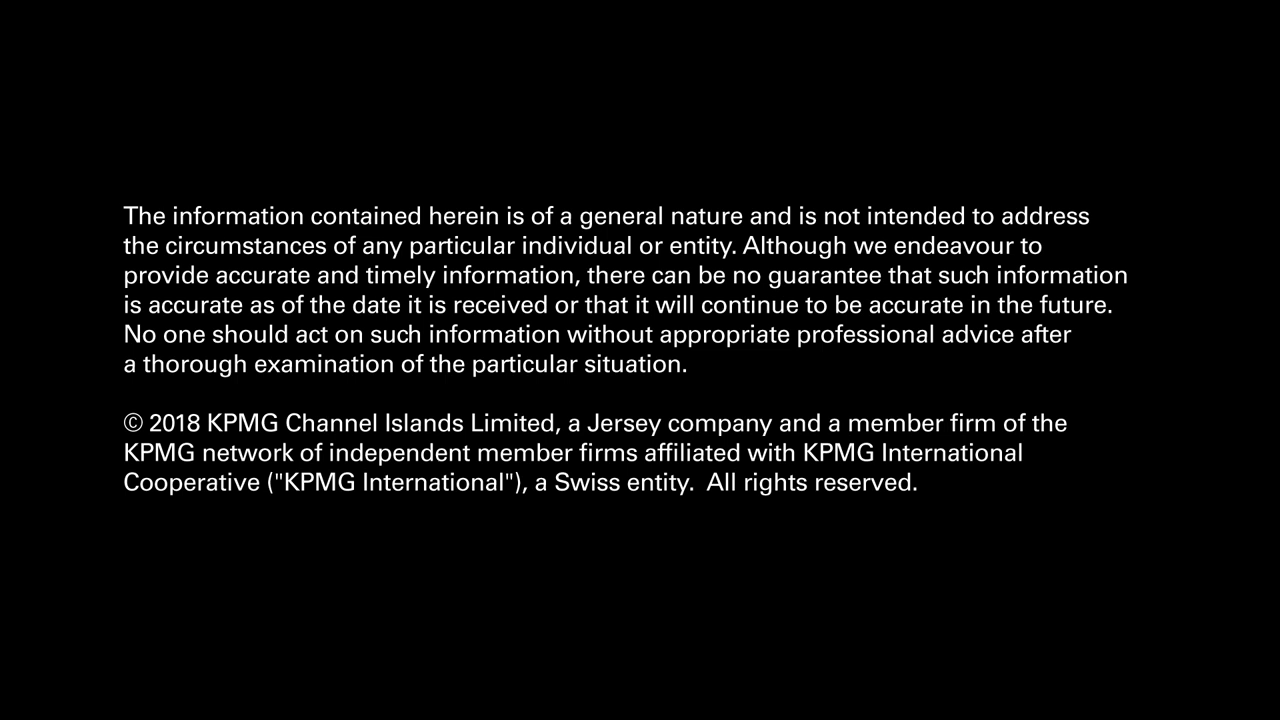 The information contained herein is of a general nature and is not intended to address
the circumstances of any particular individual or entity. Although we endeavour to
provide accurate and timely information, there can be no guarantee that such information
is accurate as of the date it is received or that it will continue to be accurate in the future.
No one should act on such information without appropriate professional advice after
a thorough examination of the particular situation.
© 2018 KPMG Channel Islands Limited, a Jersey company and a member firm of the
KPMG network of independent member firms affiliated with KPMG International
Cooperative ("KPMG International"), a Swiss entity.  All rights reserved.